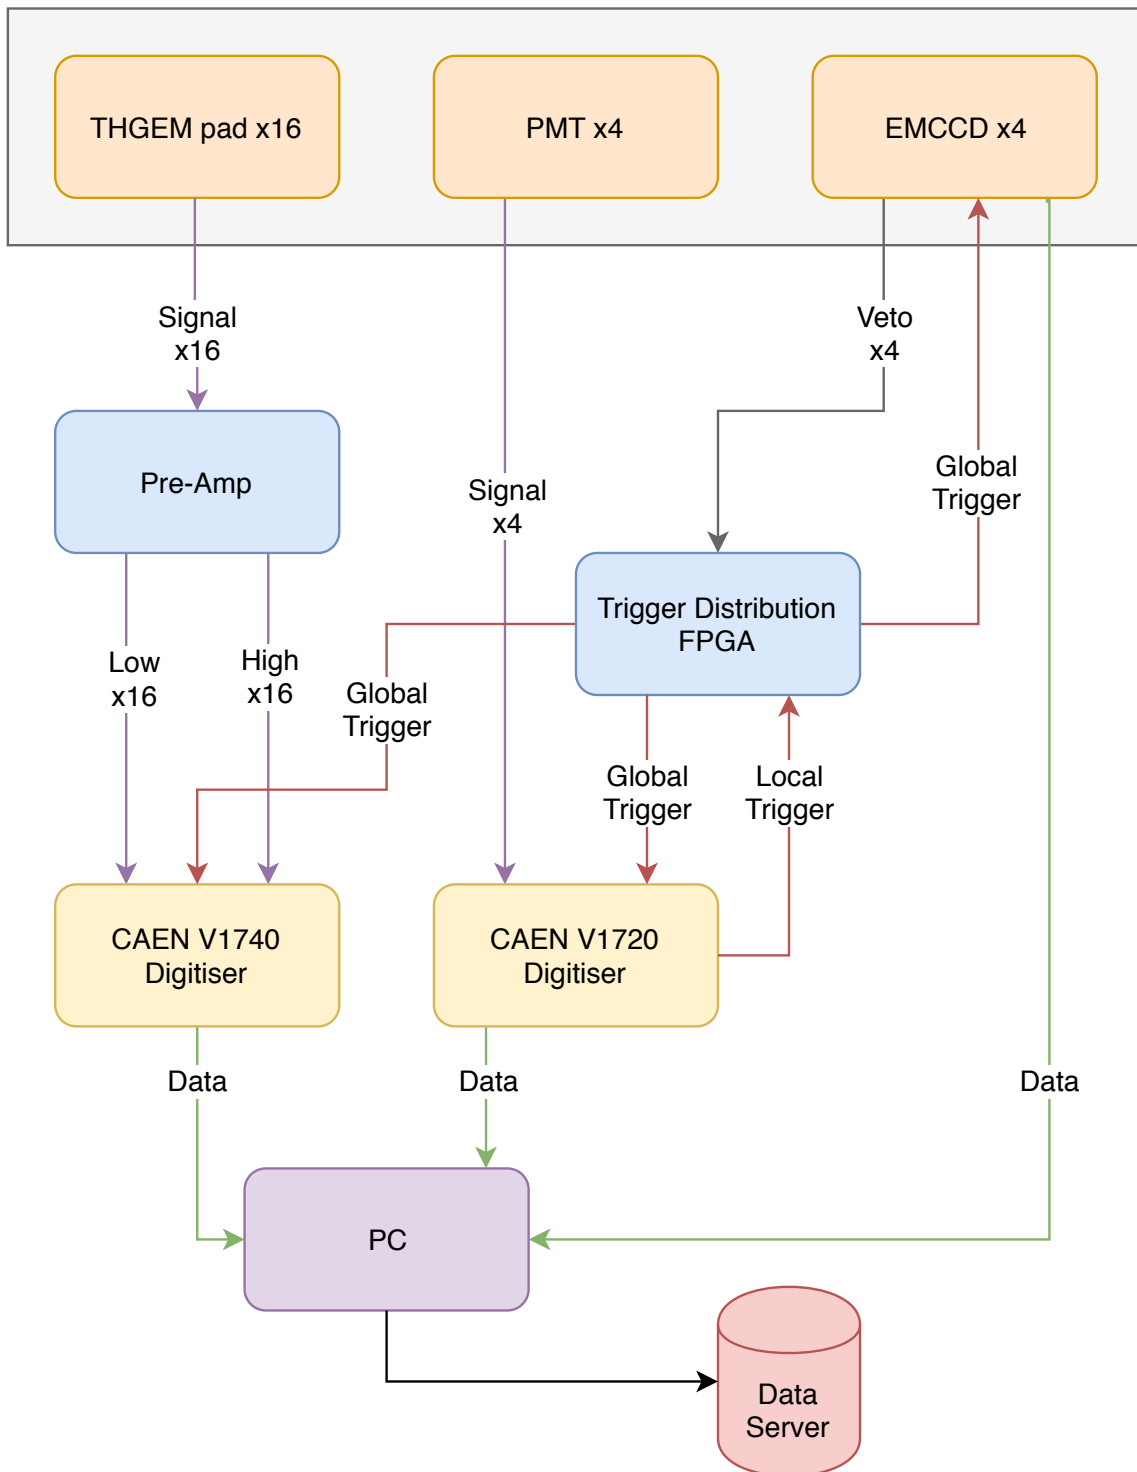 THGEM pad x16
PMT x4
EMCCD x4
Signal
x16
Veto
x4
Pre-Amp
Signal
x4
Global
Trigger
Trigger Distribution
FPGA
Low
x16
High
x16
Global
Trigger
Global
Trigger
Local
Trigger
CAEN V1740
Digitiser
CAEN V1720
Digitiser
Data
Data
Data
PC
Data
Server